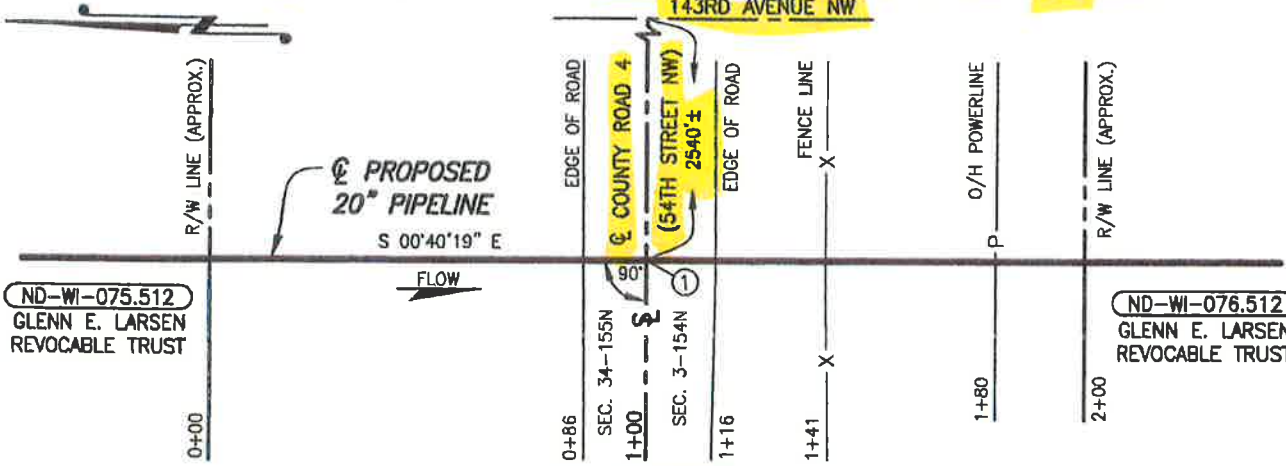 143RD AVENUE NW
R/W LINE (APPROX.)
EDGE OF ROAD
℄ COUNTY ROAD 4
(54TH STREET NW)
2540'±
EDGE OF ROAD
FENCE LINE
X
O/H POWERLINE
R/W LINE (APPROX.)
℄ PROPOSED
20" PIPELINE
S 00°40'19" E
P
FLOW
90°
1
ND-WI-075.512
GLENN E. LARSEN
REVOCABLE TRUST
ND-WI-076.512
GLENN E. LARSEN
REVOCABLE TRUST
SEC. 34-155N
SEC. 3-154N
X
0+00
0+86
1+00
1+16
1+41
1+80
2+00